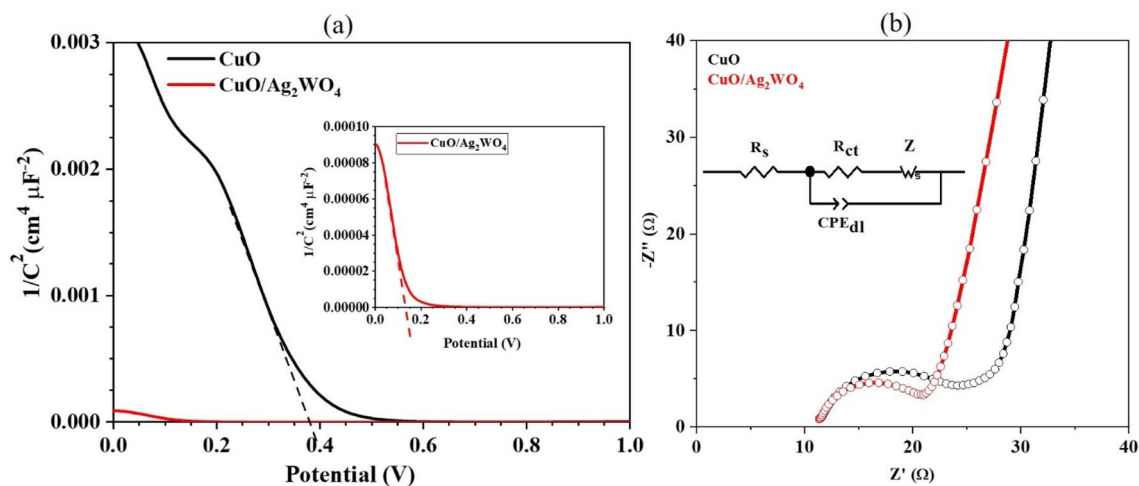 (a)
0.003
0.002
0.001
0.000
1/C²(cm⁴ μF⁻²)
CuO
CuO/Ag₂WO₄
0.00010
0.00008
0.00006
0.00004
0.00002
0.00000
1/C²(cm⁴ μF⁻²)
CuO/Ag₂WO₄
0.0 0.2 0.4 0.6 0.8 1.0
Potential (V)
0.0 0.2 0.4 0.6 0.8 1.0
Potential (V)
(b)
40
30
20
10
0
-Z" (Ω)
CuO
CuO/Ag₂WO₄
Rs Rct Z
s
CPEdl
0 10 20 30 40
Z' (Ω)